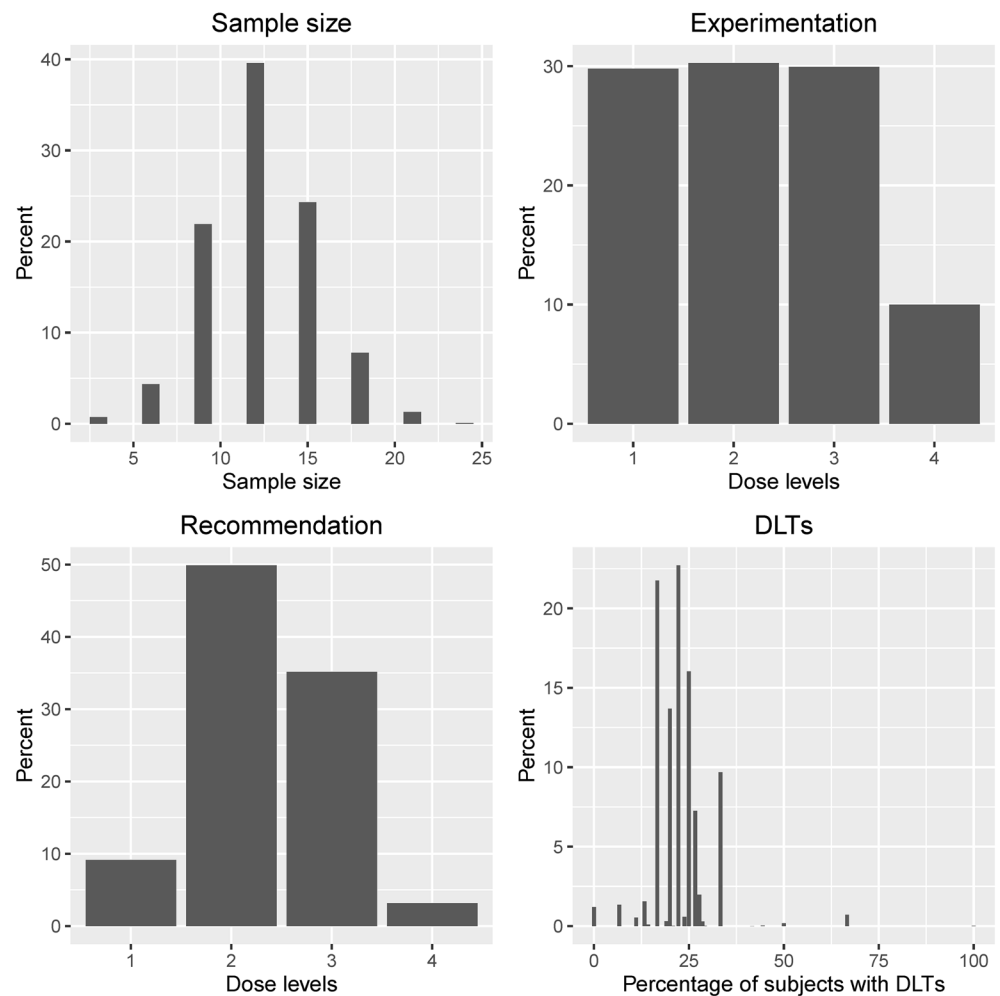 Sample size
Percent
40
30
20
10
0
5 10 15 20 25
Sample size
Experimentation
Percent
30
20
10
0
1 2 3 4
Dose levels
Recommendation
Percent
50
40
30
20
10
0
1 2 3 4
Dose levels
DLTs
Percent
20
15
10
5
0
0 25 50 75 100
Percentage of subjects with DLTs